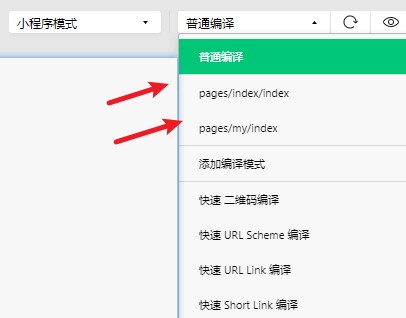 小程序模式 普通编译
普通编译
pages/index/index
pages/my/index
添加编译模式
快速 二维码编译
快速 URL Scheme 编译
快速 URL Link 编译
快速 Short Link 编译